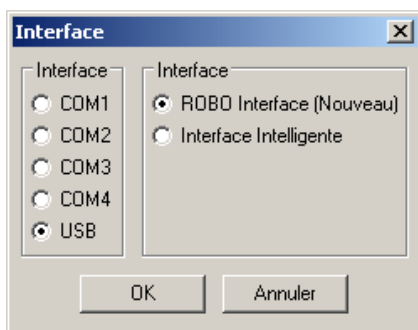 Interface
Interface
COM1
COM2
COM3
COM4
USB
Interface
ROBO Interface (Nouveau)
Interface Intelligente
OK
Annuler